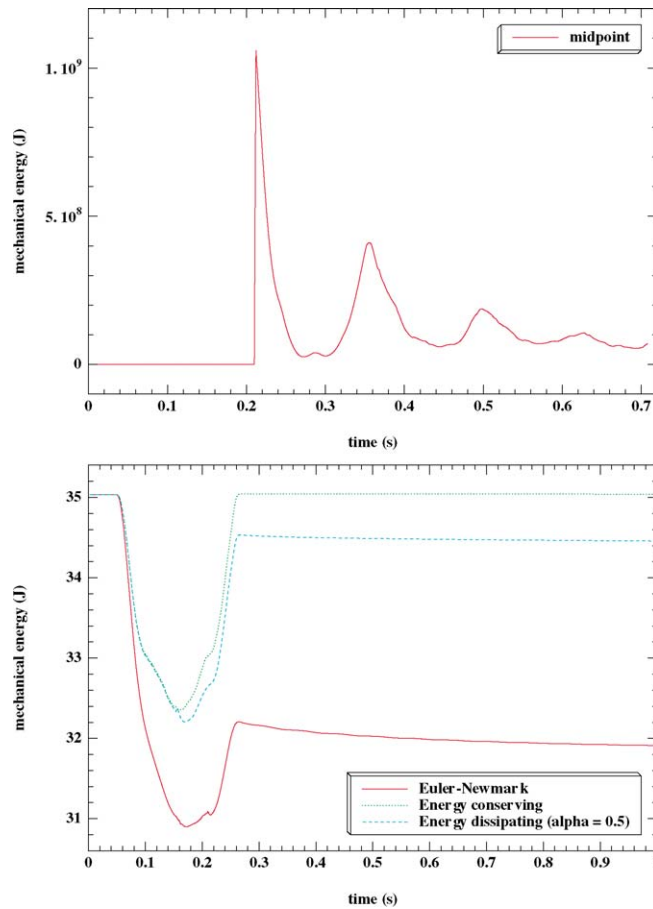 midpoint
1. 10⁹
5. 10⁸
0
mechanical energy (J)
0 0.1 0.2 0.3 0.4 0.5 0.6 0.7
time (s)
35
34
33
32
31
mechanical energy (J)
Euler-Newmark
Energy conserving
Energy dissipating (alpha = 0.5)
0 0.1 0.2 0.3 0.4 0.5 0.6 0.7 0.8 0.9
time (s)